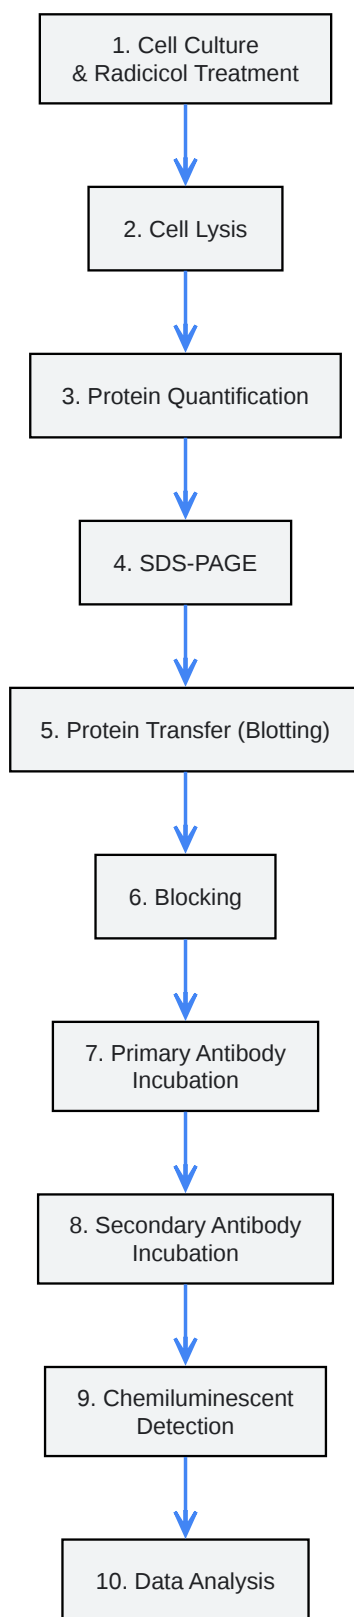 1. Cell Culture
& Radicicol Treatment
2. Cell Lysis
3. Protein Quantification
4. SDS-PAGE
5. Protein Transfer (Blotting)
6. Blocking
7. Primary Antibody
Incubation
8. Secondary Antibody
Incubation
9. Chemiluminescent
Detection
10. Data Analysis